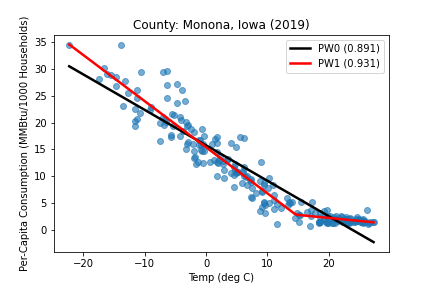 County: Monona, Iowa (2019)
PW0 (0.891)
PW1 (0.931)
Per-Capita Consumption (MMBtu/1000 Households)
35
30
25
20
15
10
5
0
−20
−10
0
10
20
Temp (deg C)